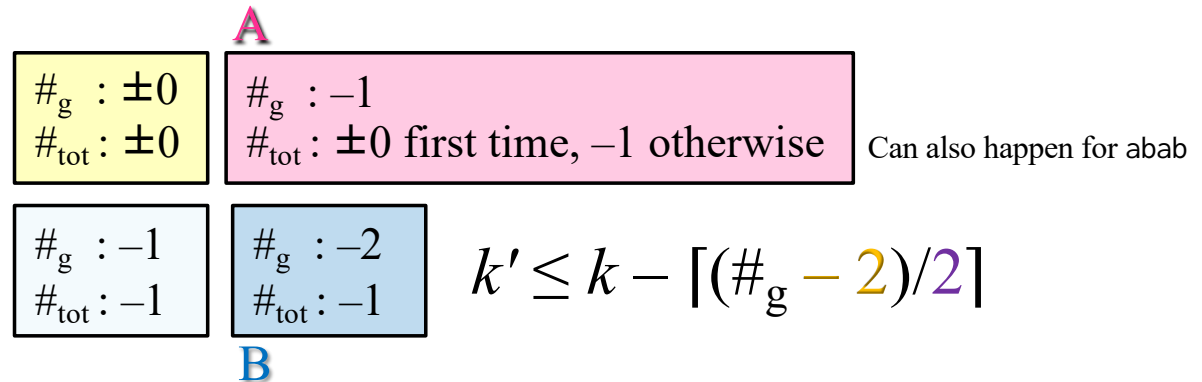 A
#g : ±0
#tot : ±0
#g : –1
#tot : ±0 first time, –1 otherwise
Can also happen for abab
#g : –1
#tot : –1
#g : –2
#tot : –1
k' ≤ k – ⌈(#g – 2)/2⌉
B